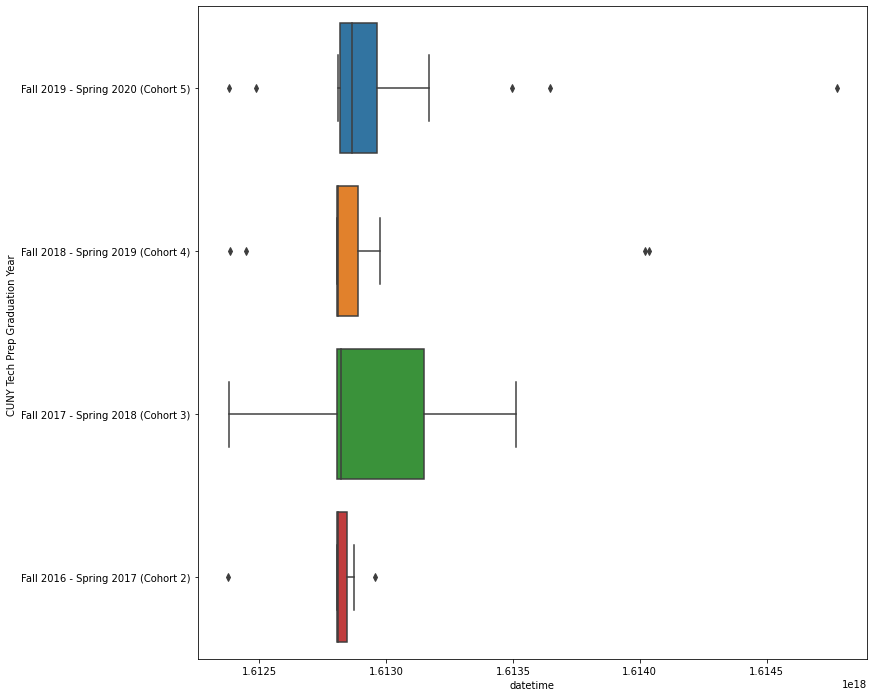 CUNY Tech Prep Graduation Year
Fall 2019 - Spring 2020 (Cohort 5)
Fall 2018 - Spring 2019 (Cohort 4)
Fall 2017 - Spring 2018 (Cohort 3)
Fall 2016 - Spring 2017 (Cohort 2)
1.6125 1.6130 1.6135 1.6140 1.6145
1e18
datetime